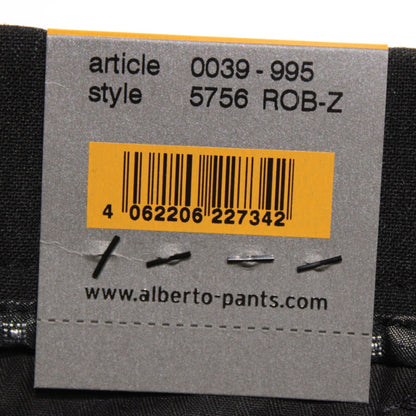 article 0039 - 995
style 5756 ROB-Z
4 062206 227342
www.alberto-pants.com